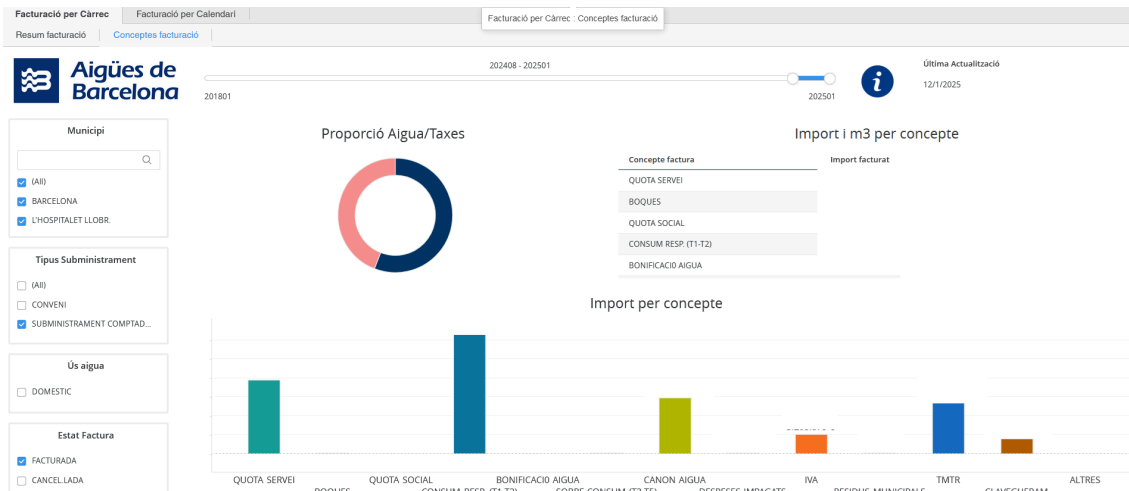 Facturació per Càrrec
Facturació per Calendari
Facturació per Càrrec : Conceptes facturació
Resum facturació
Conceptes facturació
Aigües de
Barcelona
202408 - 202501
201801
202501
i
Última Actualització
12/1/2025
Municipi
(All)
BARCELONA
L'HOSPITALET LLOBR.
Tipus Subministrament
(All)
CONVENI
SUBMINISTRAMENT COMPTAD...
Ús aigua
DOMESTIC
Estat Factura
FACTURADA
CANCEL.LADA
Proporció Aigua/Taxes
Import i m3 per concepte
Concepte factura
Import facturat
QUOTA SERVEI
BOQUES
QUOTA SOCIAL
CONSUM RESP. (T1-T2)
BONIFICACIO AIGUA
Import per concepte
QUOTA SERVEI
QUOTA SOCIAL
BONIFICACIO AIGUA
CANON AIGUA
IVA
TMTR
ALTRES